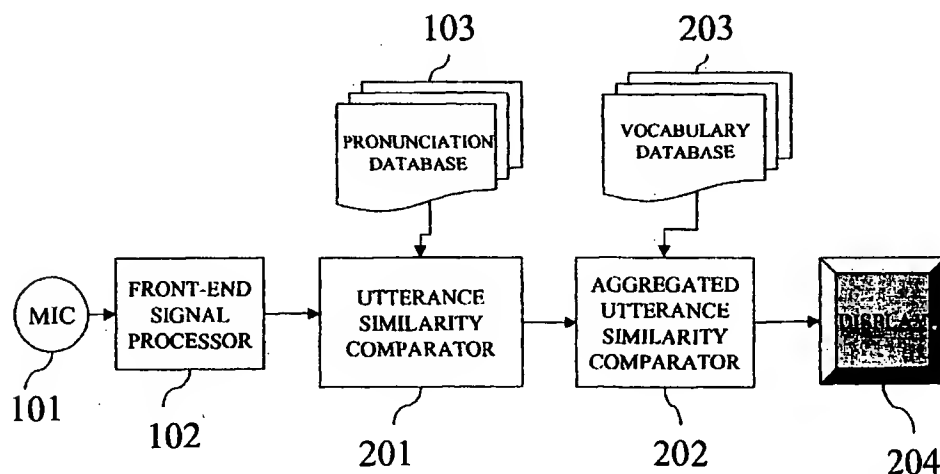 103
203
PRONUNCIATION
DATABASE
VOCABULARY
DATABASE
MIC
FRONT-END
SIGNAL
PROCESSOR
UTTERANCE
SIMILARITY
COMPARATOR
AGGREGATED
UTTERANCE
SIMILARITY
COMPARATOR
DISPLAY
101
102
201
202
204